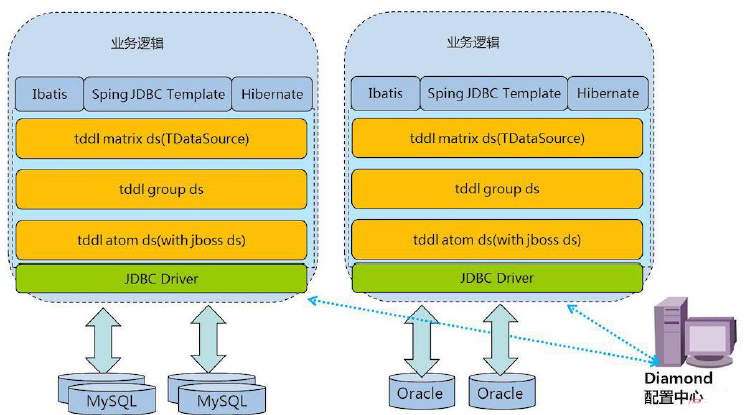 业务逻辑
业务逻辑
Ibatis Sping JDBC Template Hibernate
Ibatis Sping JDBC Template Hibernate
tddl matrix ds(TDataSource)
tddl matrix ds(TDataSource)
tddl group ds
tddl group ds
tddl atom ds(with jboss ds)
tddl atom ds(with jboss ds)
JDBC Driver
JDBC Driver
MySQL
MySQL
Oracle
Oracle
Diamond
配置中心